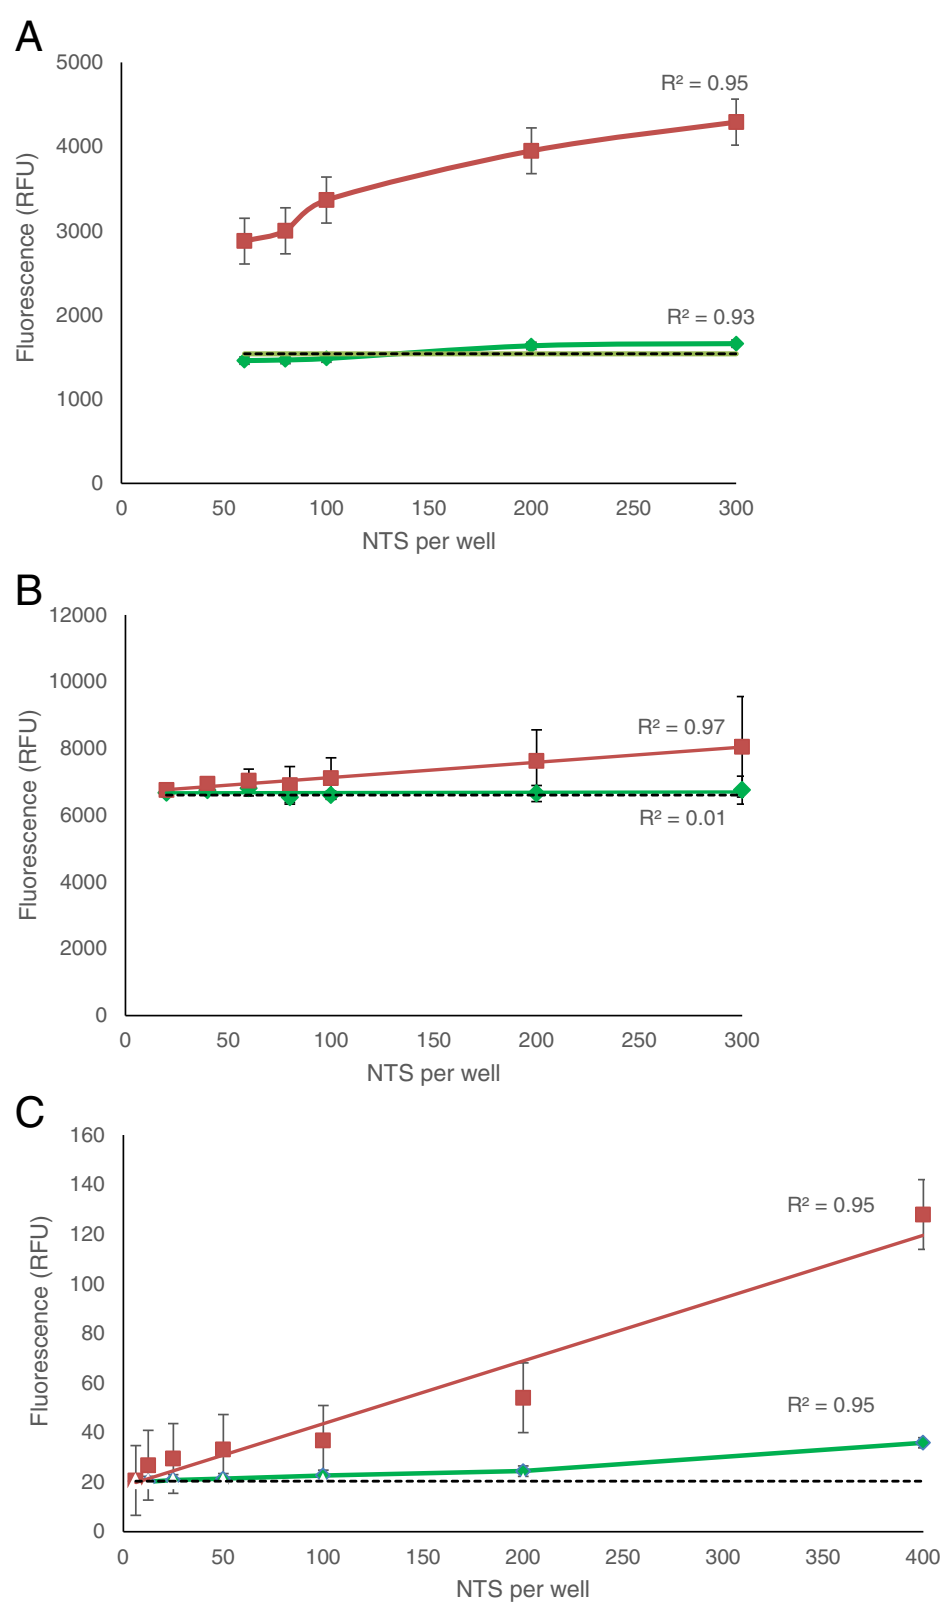 A
5000
4000
3000
2000
1000
0
Fluorescence (RFU)
R² = 0.95
R² = 0.93
0 50 100 150 200 250 300
NTS per well
B
12000
10000
8000
6000
4000
2000
0
Fluorescence (RFU)
R² = 0.97
R² = 0.01
0 50 100 150 200 250 300
NTS per well
C
160
140
120
100
80
60
40
20
0
Fluorescence (RFU)
R² = 0.95
R² = 0.95
0 50 100 200 250 300 350 400
NTS per well